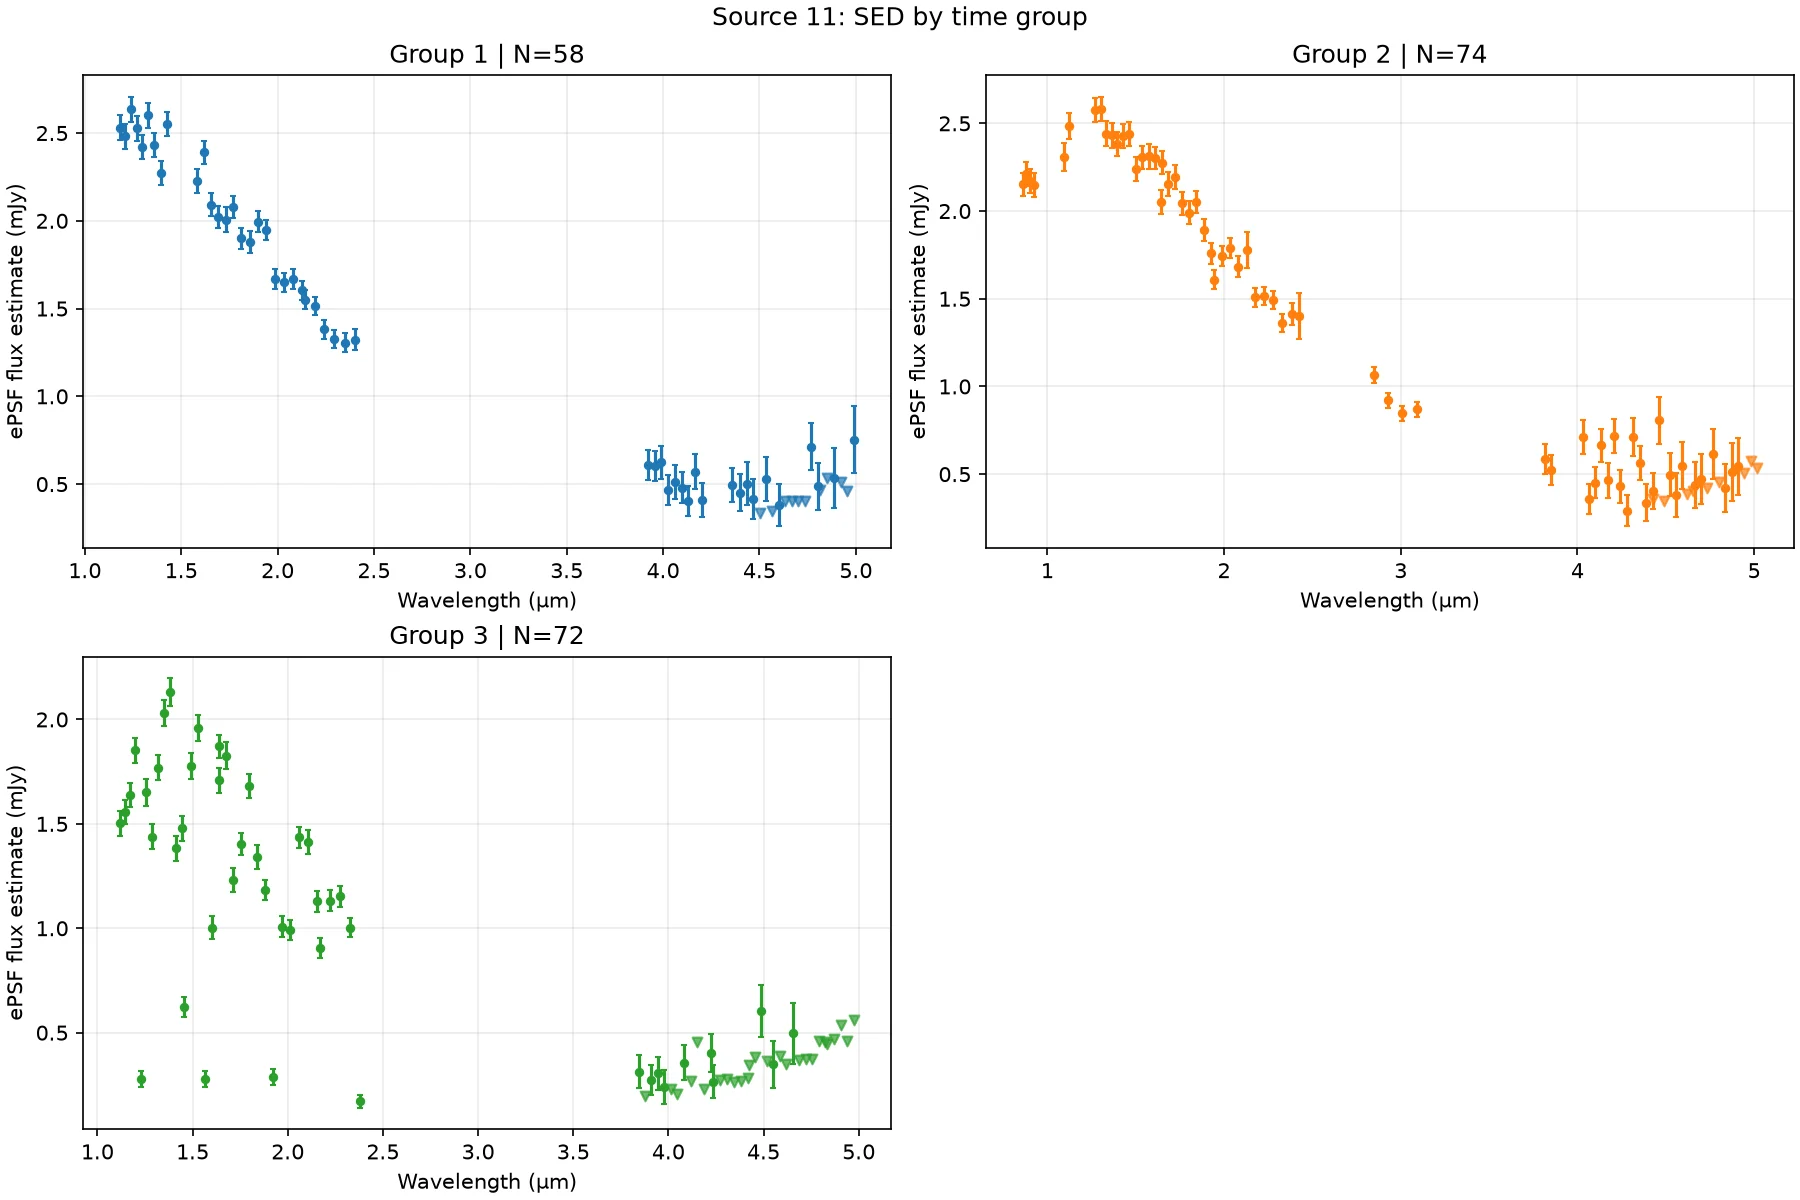 Source 11: SED by time group
Group 1 | N=58
ePSF flux estimate (mJy)
2.5
2.0
1.5
1.0
0.5
1.0 1.5 2.0 2.5 3.0 3.5 4.0 4.5 5.0
Wavelength (μm)
Group 2 | N=74
ePSF flux estimate (mJy)
2.5
2.0
1.5
1.0
0.5
1 2 3 4 5
Wavelength (μm)
Group 3 | N=72
ePSF flux estimate (mJy)
2.0
1.5
1.0
0.5
1.0 1.5 2.0 2.5 3.0 3.5 4.0 4.5 5.0
Wavelength (μm)